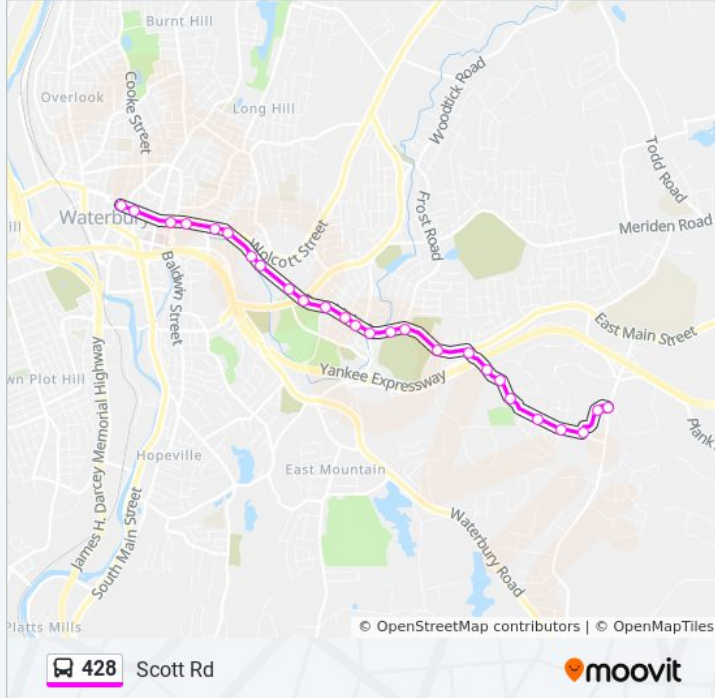 Burnt Hill
Overlook
Cooke Street
Long Hill
Woodtick Road
Todd Road
Frost Road
Meriden Road
Waterbury
ill
Wolcott Street
Baldwin Street
East Main Street
Yankee Expressway
wn Plot Hill
James H. Darcey Memorial Highway
Plank
Hopeville
East Mountain
South Main Street
Waterbury Road
Platts Mills
© OpenStreetMap contributors | © OpenMapTiles
428 Scott Rd
moovit